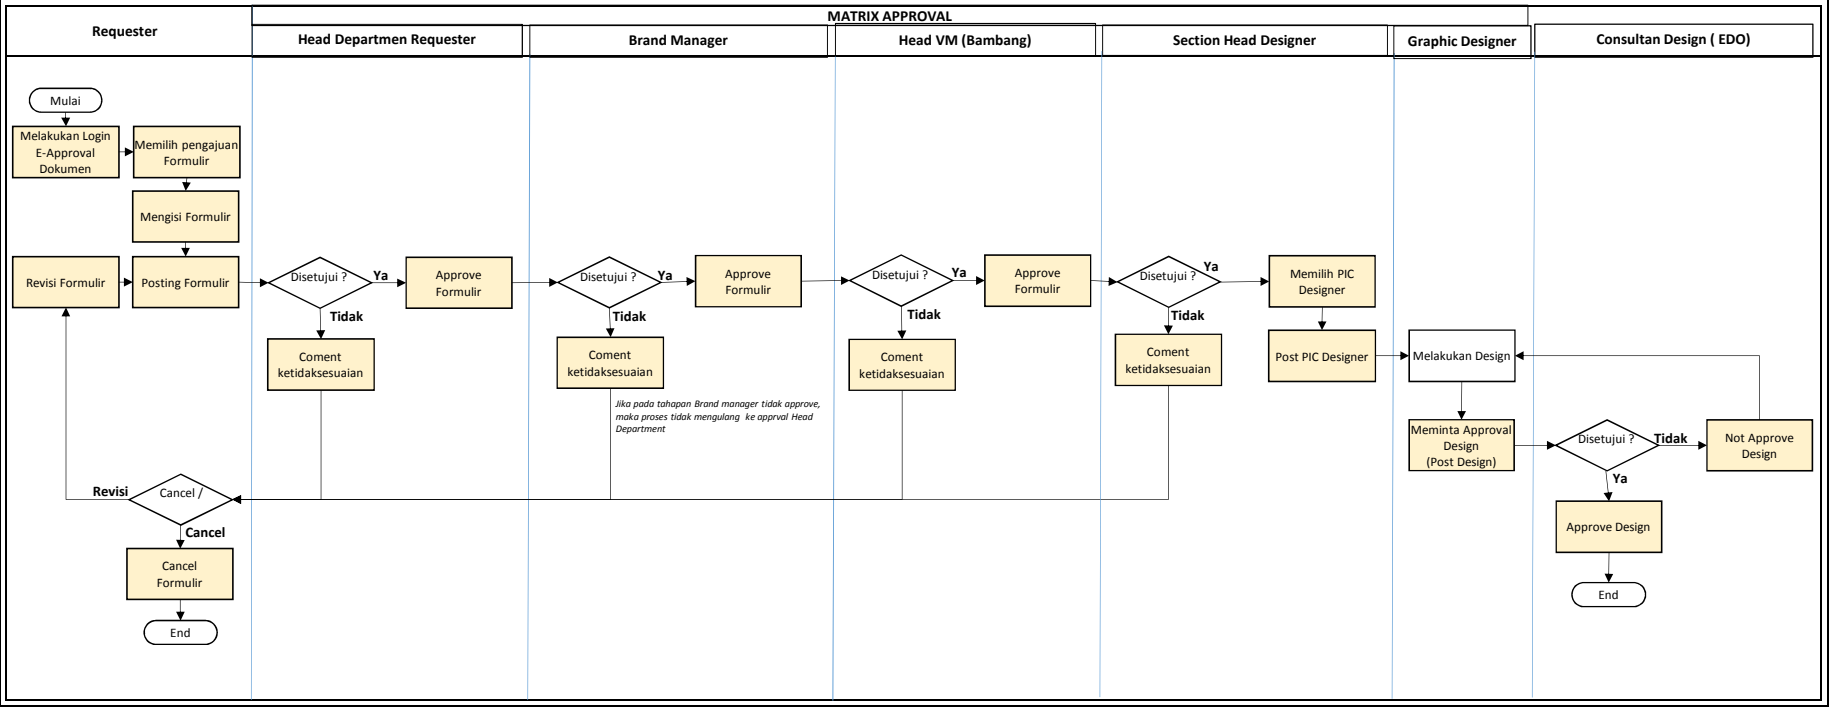 MATRIX APPROVAL
Requester
Head Departmen Requester
Brand Manager
Head VM (Bambang)
Section Head Designer
Graphic Designer
Consultan Design ( EDO)
Mulai
Melakukan Login
E-Approval
Dokumen
Memilih pengajuan
Formulir
Mengisi Formulir
Revisi Formulir
Posting Formulir
Disetujui ?
Ya
Approve
Formulir
Tidak
Coment
ketidaksesuaian
Disetujui ?
Ya
Approve
Formulir
Tidak
Coment
ketidaksesuaian
Jika pada tahapan Brand manager tidak approve,
maka proses tidak mengulang ke apprval Head
Department
Disetujui ?
Ya
Approve
Formulir
Tidak
Coment
ketidaksesuaian
Disetujui ?
Ya
Memilih PIC
Designer
Tidak
Coment
ketidaksesuaian
Post PIC Designer
Melakukan Design
Meminta Approval
Design
(Post Design)
Disetujui ?
Tidak
Not Approve
Design
Ya
Approve Design
End
Revisi
Cancel /
Cancel
Cancel
Formulir
End